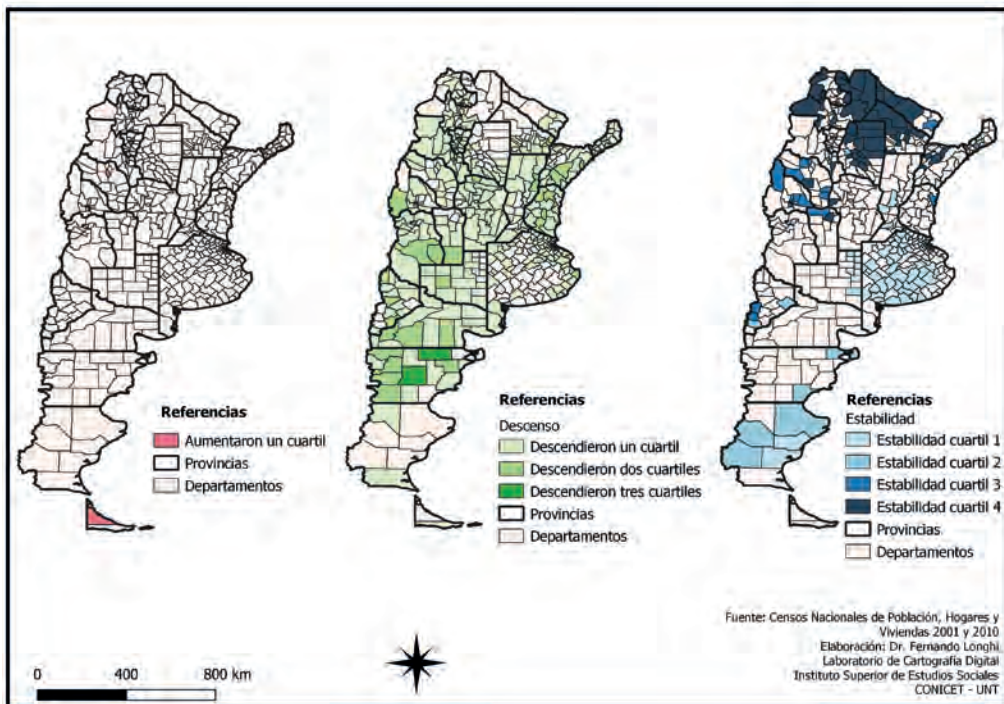 Referencias
Aumentaron un cuartil
Provincias
Departamentos
Referencias
Descenso
Descendieron un cuartil
Descendieron dos cuartiles
Descendieron tres cuartiles
Provincias
Departamentos
Referencias
Estabilidad
Estabilidad cuartil 1
Estabilidad cuartil 2
Estabilidad cuartil 3
Estabilidad cuartil 4
Provincias
Departamentos
Fuente: Censos Nacionales de Población, Hogares y
Viviendas 2001 y 2010
Elaboración: Dr. Fernando Longhi
Laboratorio de Cartografía Digital
Instituto Superior de Estudios Sociales
CONICET - UNT
0 400 800 km